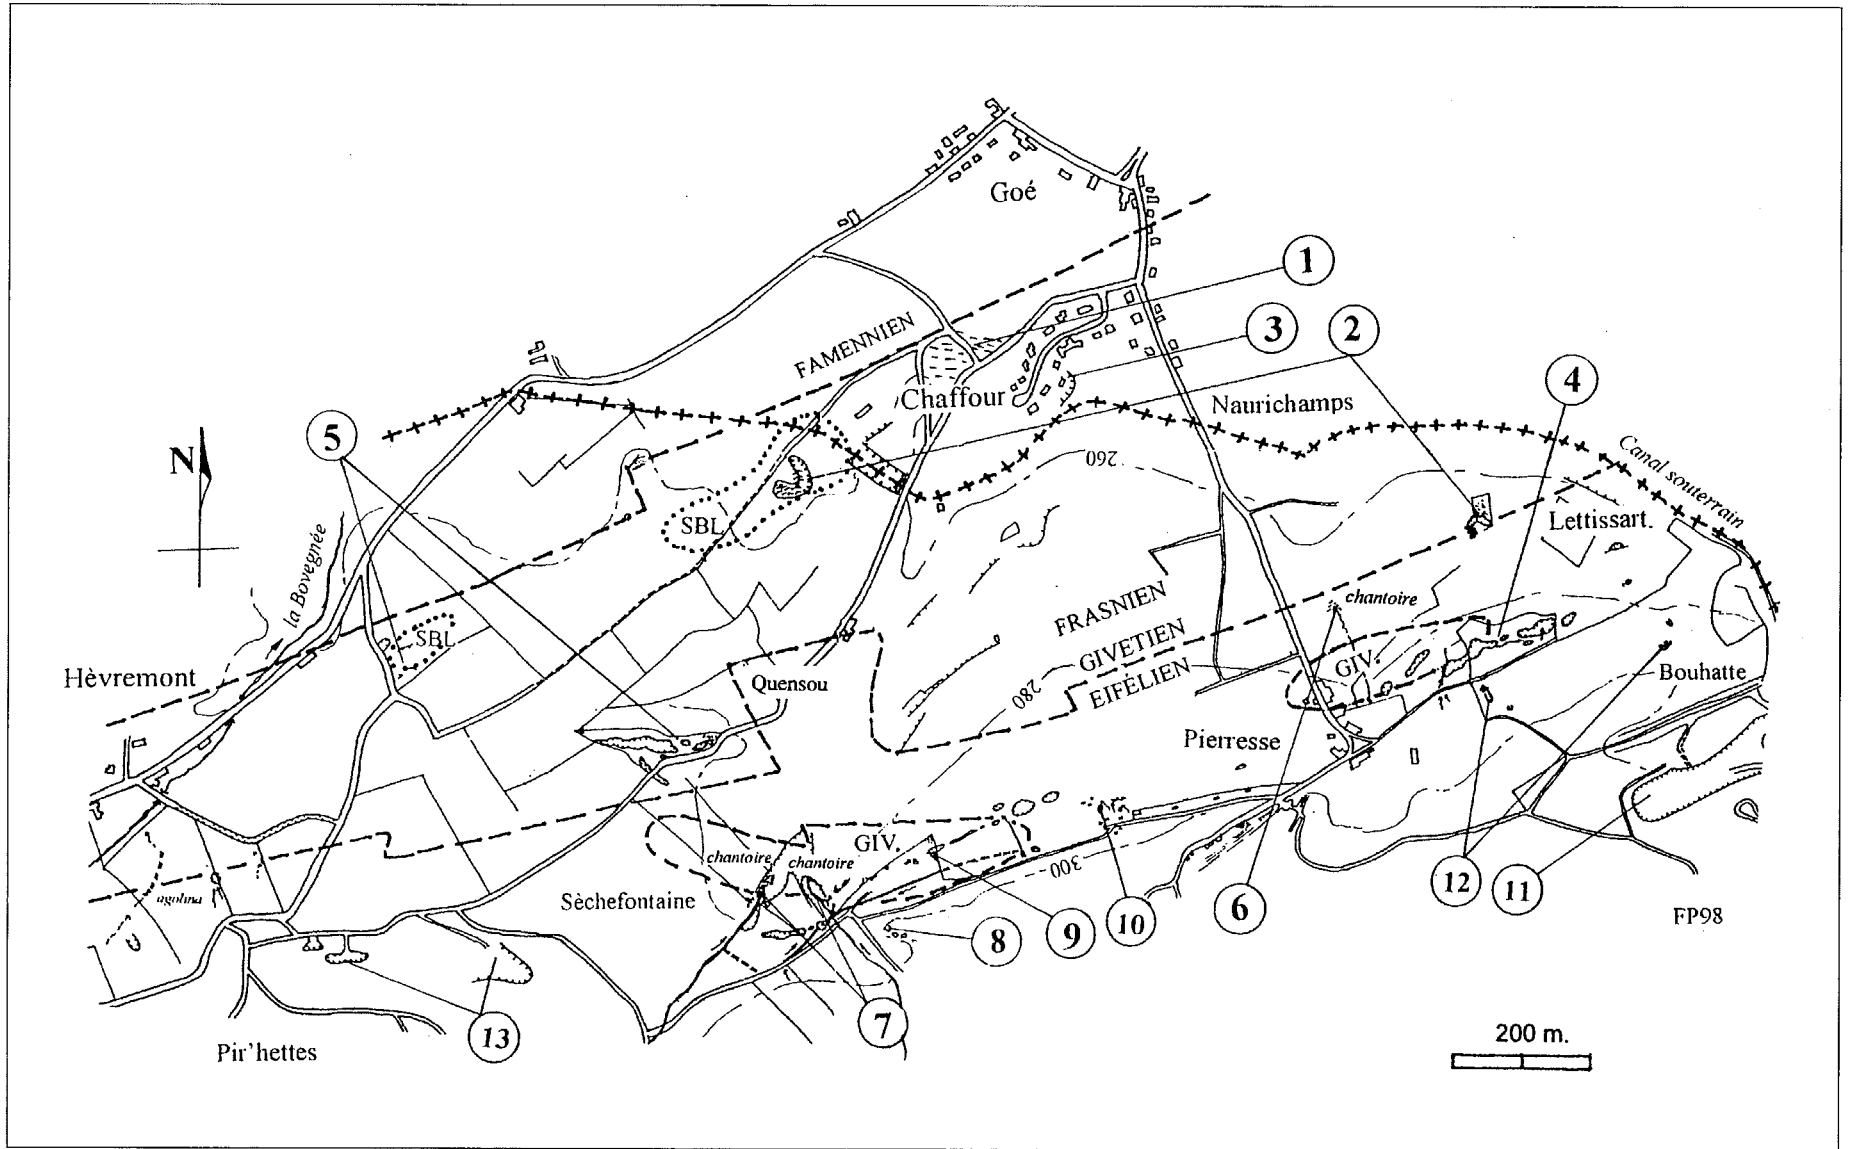 Goé
1
FAMENNIEN
3
2
4
Chaffour
Naurichamps
5
N
260
Canal souterrain
SBL
Lettissart.
la Bovegnée
FRASNIEN
chantoire
SBL
GIVETIEN
Hèvremont
EIFÉLIEN
GIV.
Bouhatte
Quensou
280
Pierresse
GIV.
chantoire
chantoire
300
agolina
Sèchefontaine
12
11
6
10
9
8
FP98
7
13
Pir'hettes
200 m.